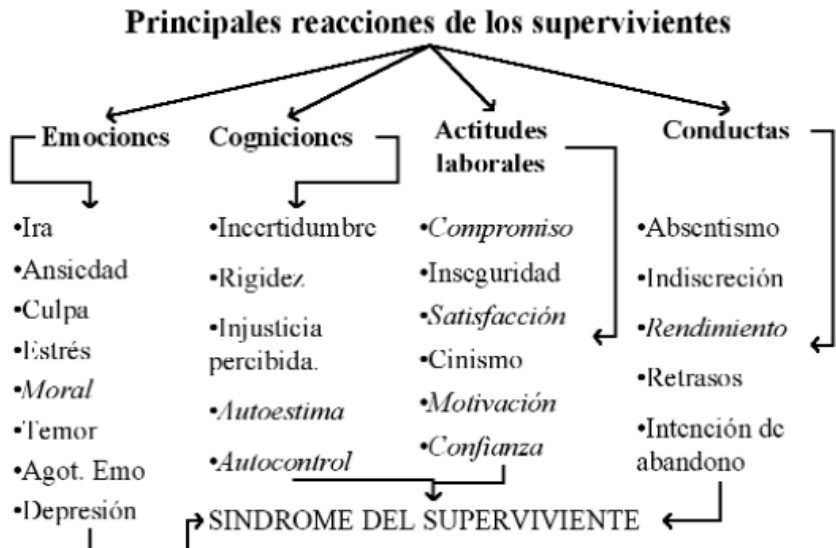 Principales reacciones de los supervivientes
Emociones
•Ira
•Ansiedad
•Culpa
•Estrés
•Moral
•Temor
•Agot. Emo
•Depresión
Cogniciones
•Incertidumbre
•Rigidez
•Injusticia
percibida.
•Autoestima
•Autocontrol
Actitudes
laborales
•Compromiso
•Inseguridad
•Satisfacción
•Cinismo
•Motivación
•Confianza
Conductas
•Absentismo
•Indiscreción
•Rendimiento
•Retrasos
•Intención de
abandono
SINDROME DEL SUPERVIVIENTE